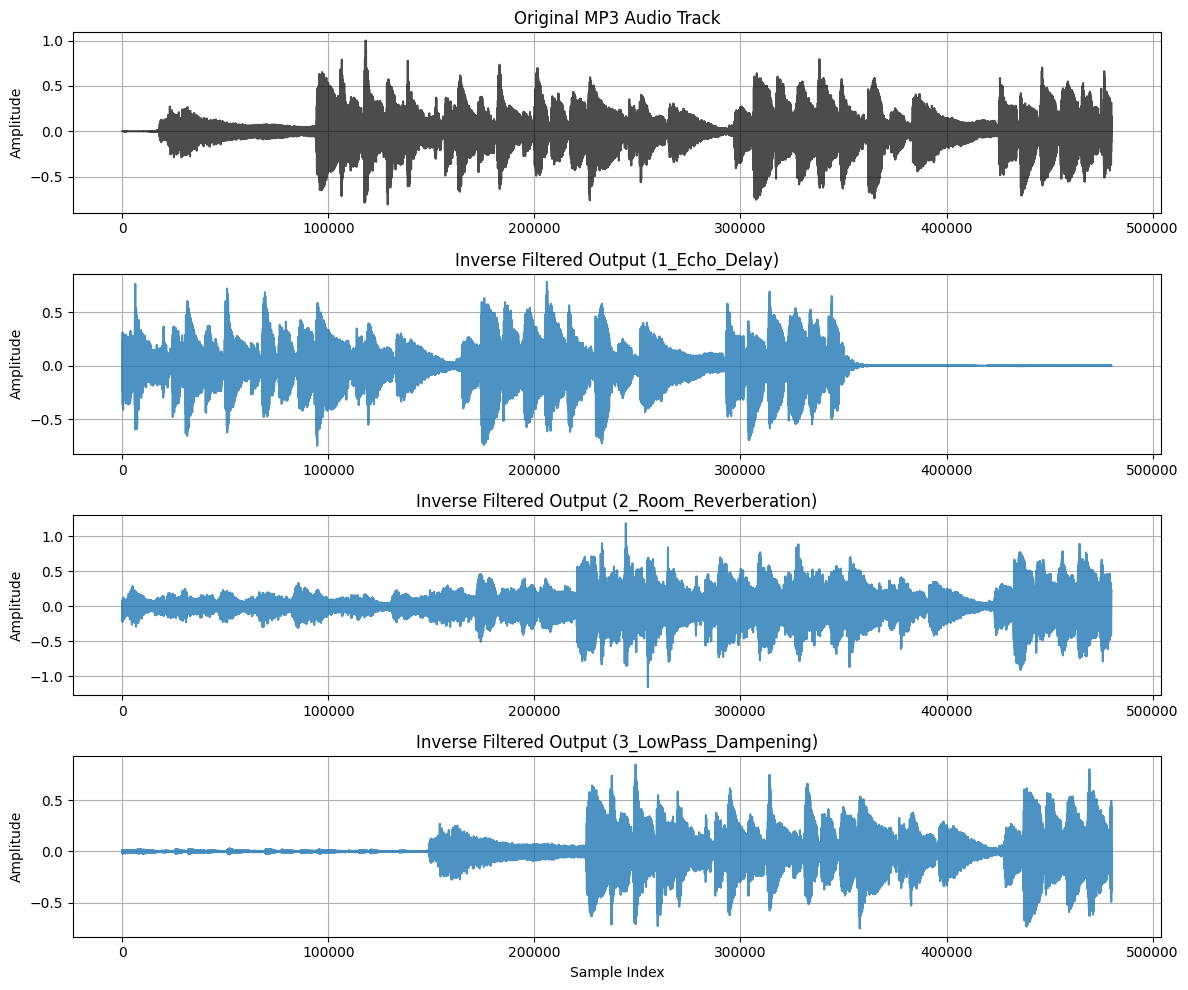 Original MP3 Audio Track
1.0
0.5
0.0
−0.5
Amplitude
0 100000 200000 300000 400000 500000
Inverse Filtered Output (1_Echo_Delay)
0.5
0.0
−0.5
Amplitude
0 100000 200000 300000 400000 500000
Inverse Filtered Output (2_Room_Reverberation)
1.0
0.5
0.0
−0.5
−1.0
Amplitude
0 100000 200000 300000 400000 500000
Inverse Filtered Output (3_LowPass_Dampening)
0.5
0.0
−0.5
Amplitude
0 100000 200000 300000 400000 500000
Sample Index